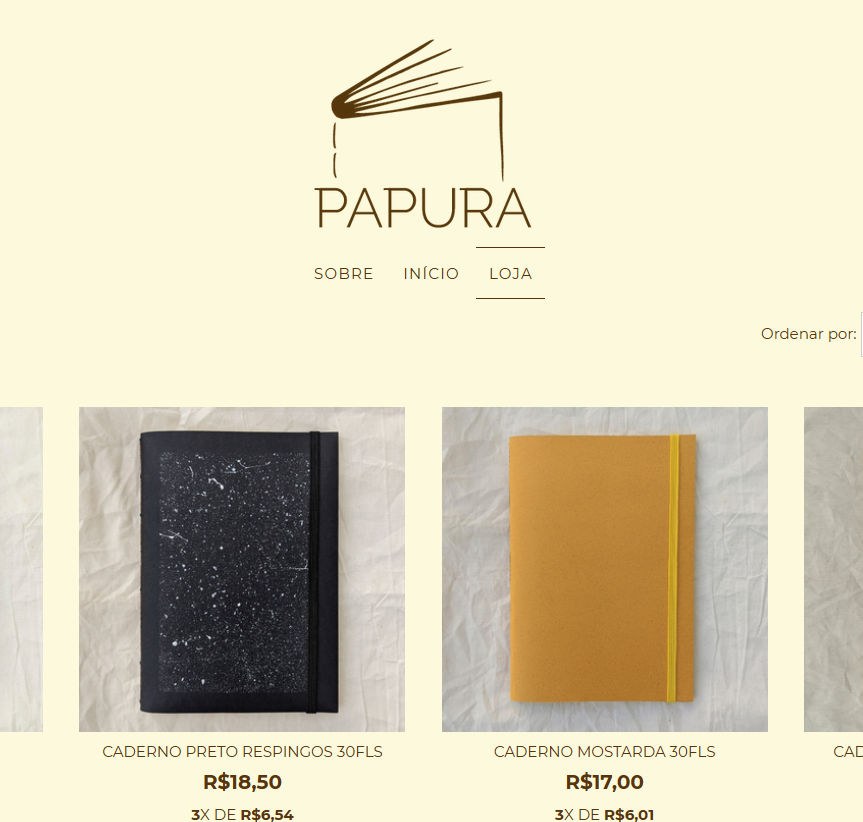 PAPURA
SOBRE INÍCIO LOJA
Ordenar por:
CADERNO PRETO RESPINGOS 30FLS
R$18,50
3X DE R$6,54
CADERNO MOSTARDA 30FLS
R$17,00
3X DE R$6,01